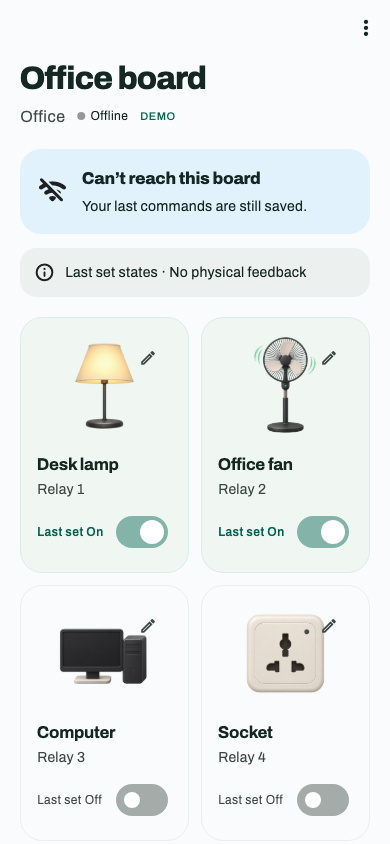 Office board
Office Offline DEMO
Can’t reach this board
Your last commands are still saved.
Last set states · No physical feedback
Desk lamp
Relay 1
Last set On
Office fan
Relay 2
Last set On
Computer
Relay 3
Last set Off
Socket
Relay 4
Last set Off